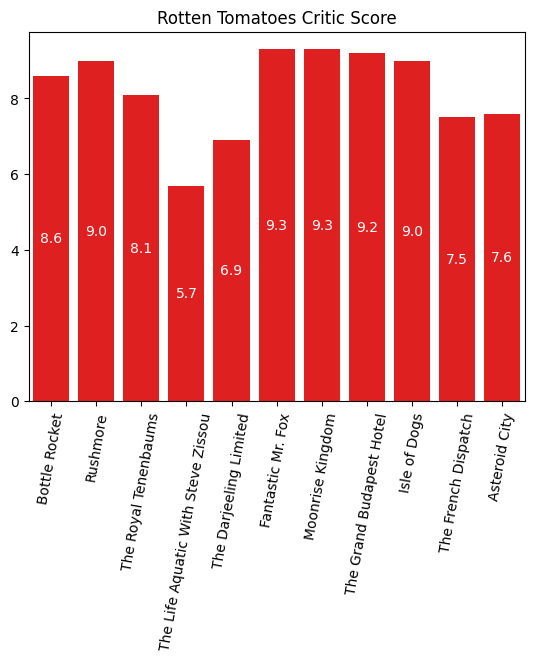 Rotten Tomatoes Critic Score
8
6
4
2
0
8.6
9.0
8.1
5.7
6.9
9.3
9.3
9.2
9.0
7.5
7.6
Bottle Rocket
Rushmore
The Royal Tenenbaums
The Life Aquatic With Steve Zissou
The Darjeeling Limited
Fantastic Mr. Fox
Moonrise Kingdom
The Grand Budapest Hotel
Isle of Dogs
The French Dispatch
Asteroid City